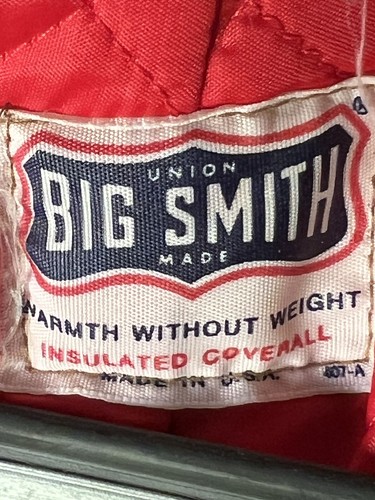 UNION
BIG SMITH
MADE
WARMTH WITHOUT WEIGHT
INSULATED COVERALL
MADE IN U.S.A.